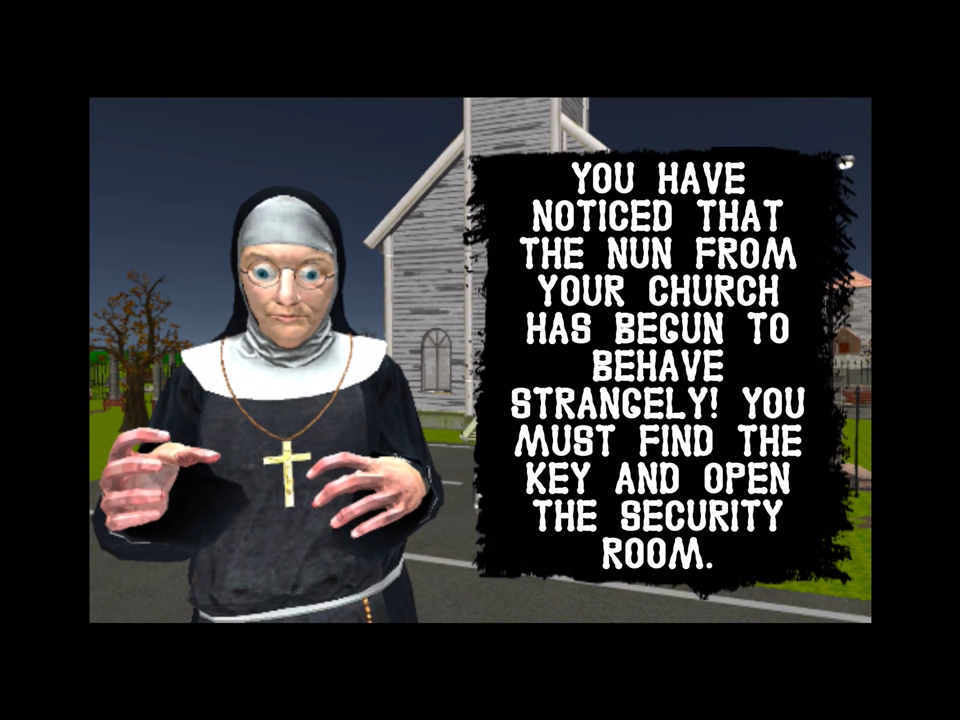 YOU HAVE
NOTICED THAT
THE NUN FROM
YOUR CHURCH
HAS BEGUN TO
BEHAVE
STRANGELY! YOU
MUST FIND THE
KEY AND OPEN
THE SECURITY
ROOM.